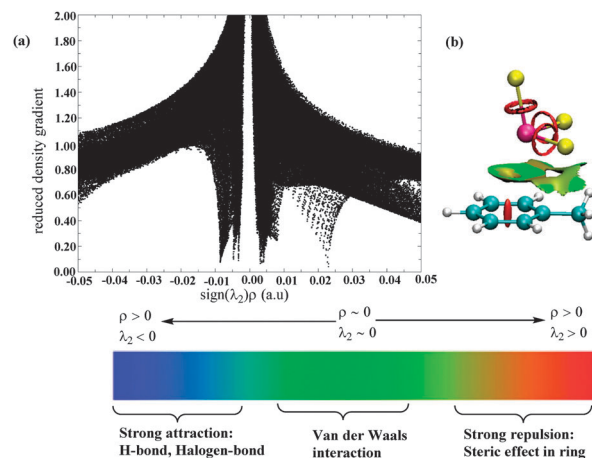 (a)
(b)
2.00
1.80
1.60
1.40
1.20
1.0
0.80
0.60
0.40
0.20
0.00
reduced density gradient
-0.05 -0.04 -0.03 -0.02 -0.01 0.00 0.01 0.02 0.03 0.04 0.05
sign(λ₂)ρ (a.u)
ρ > 0 ρ ~ 0 ρ > 0
λ₂ < 0 λ₂ ~ 0 λ₂ > 0
Strong attraction:
H-bond, Halogen-bond
Van der Waals
interaction
Strong repulsion:
Steric effect in ring